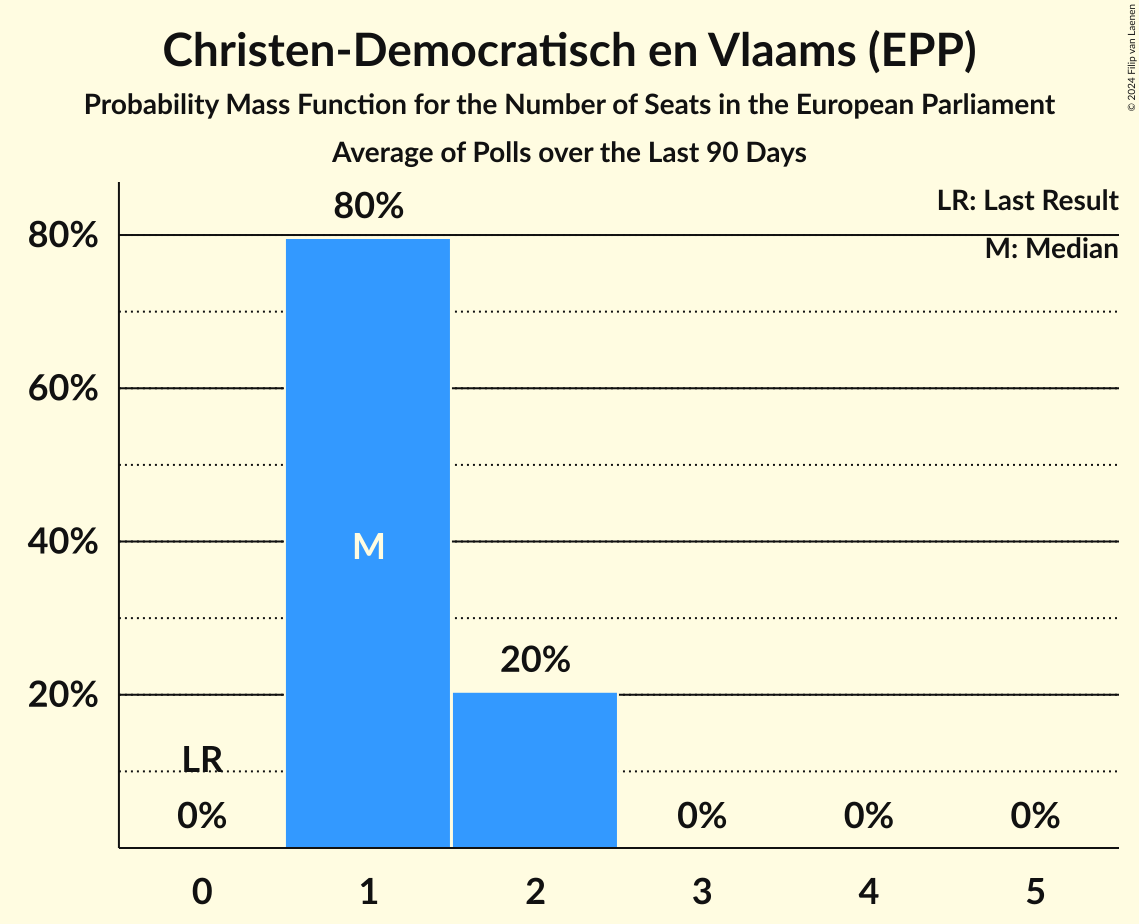 Christen-Democratisch en Vlaams (EPP)
Probability Mass Function for the Number of Seats in the European Parliament
Average of Polls over the Last 90 Days
© 2024 Filip van Laenen
LR: Last Result
M: Median
80%
80%
60%
40%
20%
M
20%
LR
0%
0%
0%
0%
0
1
2
3
4
5